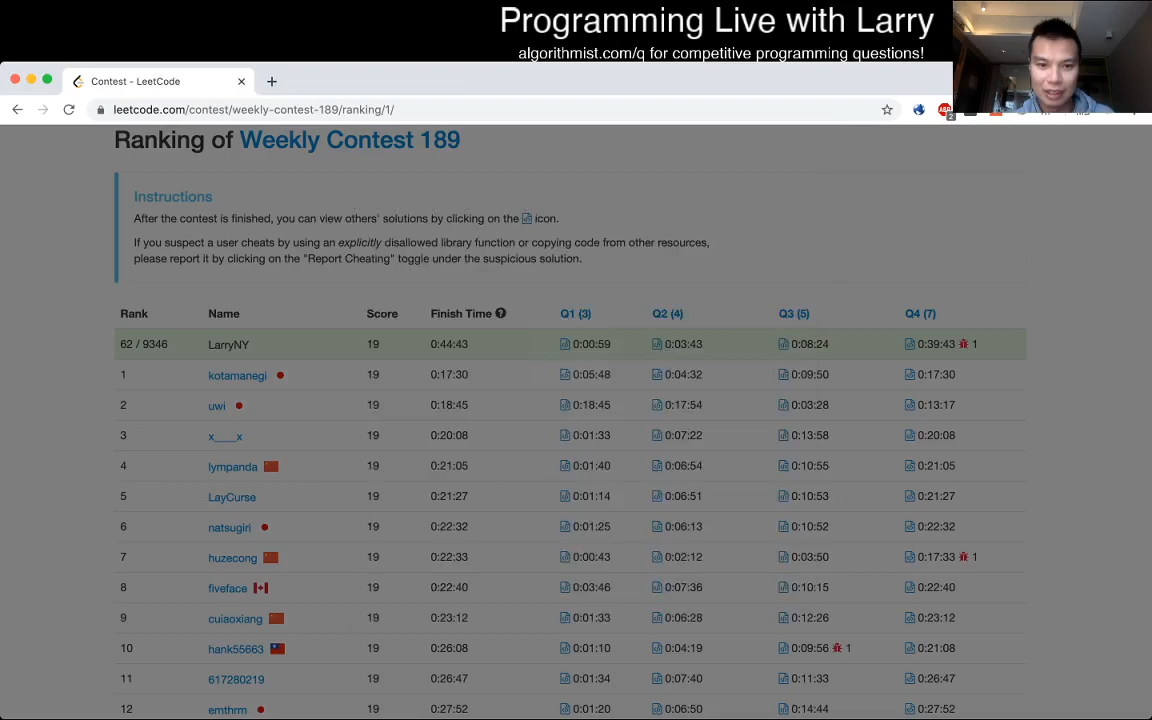 Programming Live with Larry
algorithmist.com/q for competitive programming questions!
Contest - LeetCode
leetcode.com/contest/weekly-contest-189/ranking/1/
ABP
2
Ranking of Weekly Contest 189
Instructions
After the contest is finished, you can view others' solutions by clicking on the icon.
If you suspect a user cheats by using an explicitly disallowed library function or copying code from other resources,
please report it by clicking on the "Report Cheating" toggle under the suspicious solution.
Rank Name Score Finish Time Q1 (3) Q2 (4) Q3 (5) Q4 (7)
62 / 9346 LarryNY 19 0:44:43 0:00:59 0:03:43 0:08:24 0:39:43 1
1 kotamanegi 19 0:17:30 0:05:48 0:04:32 0:09:50 0:17:30
2 uwi 19 0:18:45 0:18:45 0:17:54 0:03:28 0:13:17
3 x____x 19 0:20:08 0:01:33 0:07:22 0:13:58 0:20:08
4 lympanda 19 0:21:05 0:01:40 0:06:54 0:10:55 0:21:05
5 LayCurse 19 0:21:27 0:01:14 0:06:51 0:10:53 0:21:27
6 natsugiri 19 0:22:32 0:01:25 0:06:13 0:10:52 0:22:32
7 huzecong 19 0:22:33 0:00:43 0:02:12 0:03:50 0:17:33 1
8 fiveface 19 0:22:40 0:03:46 0:07:36 0:10:15 0:22:40
9 cuiaoxiang 19 0:23:12 0:01:33 0:06:28 0:12:26 0:23:12
10 hank55663 19 0:26:08 0:01:10 0:04:19 0:09:56 1 0:21:08
11 617280219 19 0:26:47 0:01:34 0:07:40 0:11:33 0:26:47
12 emthrm 19 0:27:52 0:01:20 0:06:50 0:14:44 0:27:52